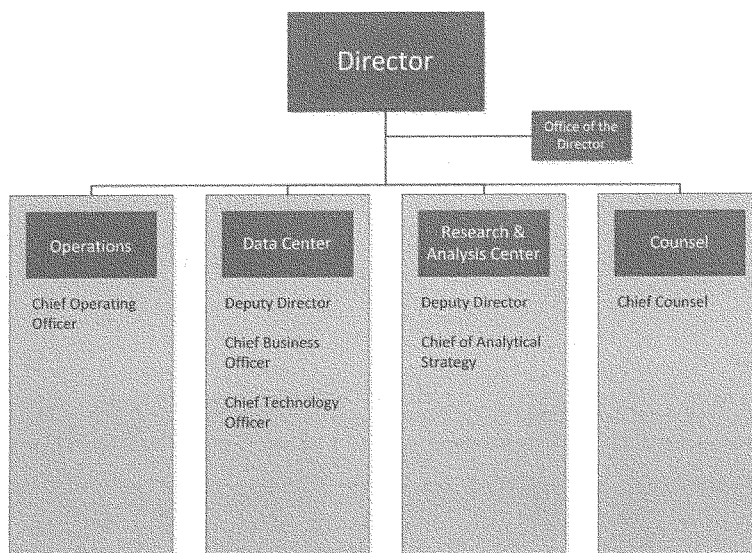 Director
Office of the
Director
Operations
Chief Operating
Officer
Data Center
Deputy Director
Chief Business
Officer
Chief Technology
Officer
Research &
Analysis Center
Deputy Director
Chief of Analytical
Strategy
Counsel
Chief Counsel